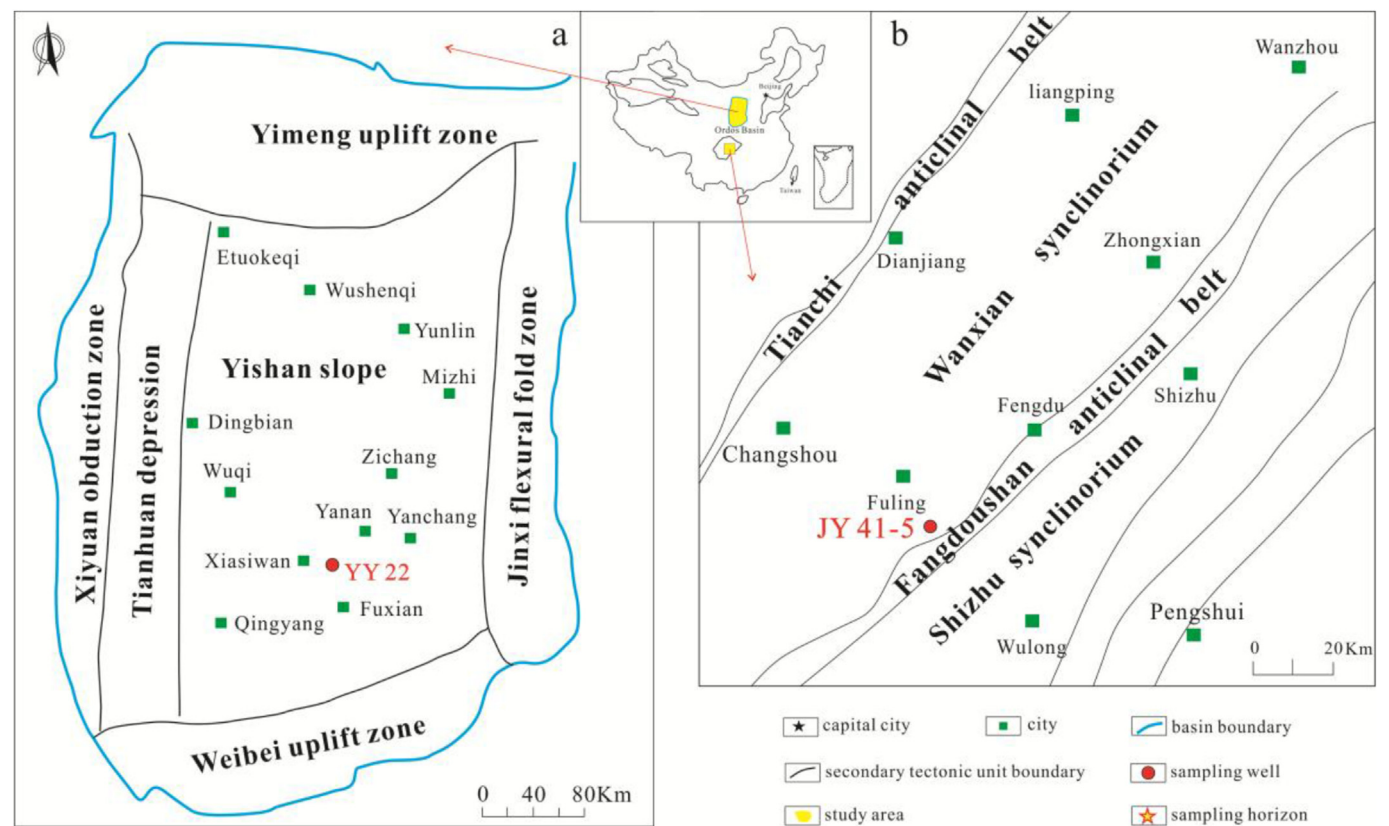 a
Yimeng uplift zone
Etuokeqi
Wushenqi
Yunlin
Yishan slope
Mizhi
Dingbian
Zichang
Wuqi
Yanan
Yanchang
Xiasiwan
YY 22
Fuxian
Qingyang
Xiyuan obduction zone
Tianhuan depression
Jinxi flexural fold zone
Weibei uplift zone
0 40 80Km
Beijing
Ordos Basin
Taiwan
b
Wanzhou
liangping
Tianchi anticlinal belt
Dianjiang
Zhongxian
Wanxian synclinorium
Shizhu
Fengdu
Changshou
Fuling
JY 41-5
Fangdoushan anticlinal belt
Shizhu synclinorium
Wulong
Pengshui
0 20Km
capital city
city
basin boundary
secondary tectonic unit boundary
sampling well
study area
sampling horizon